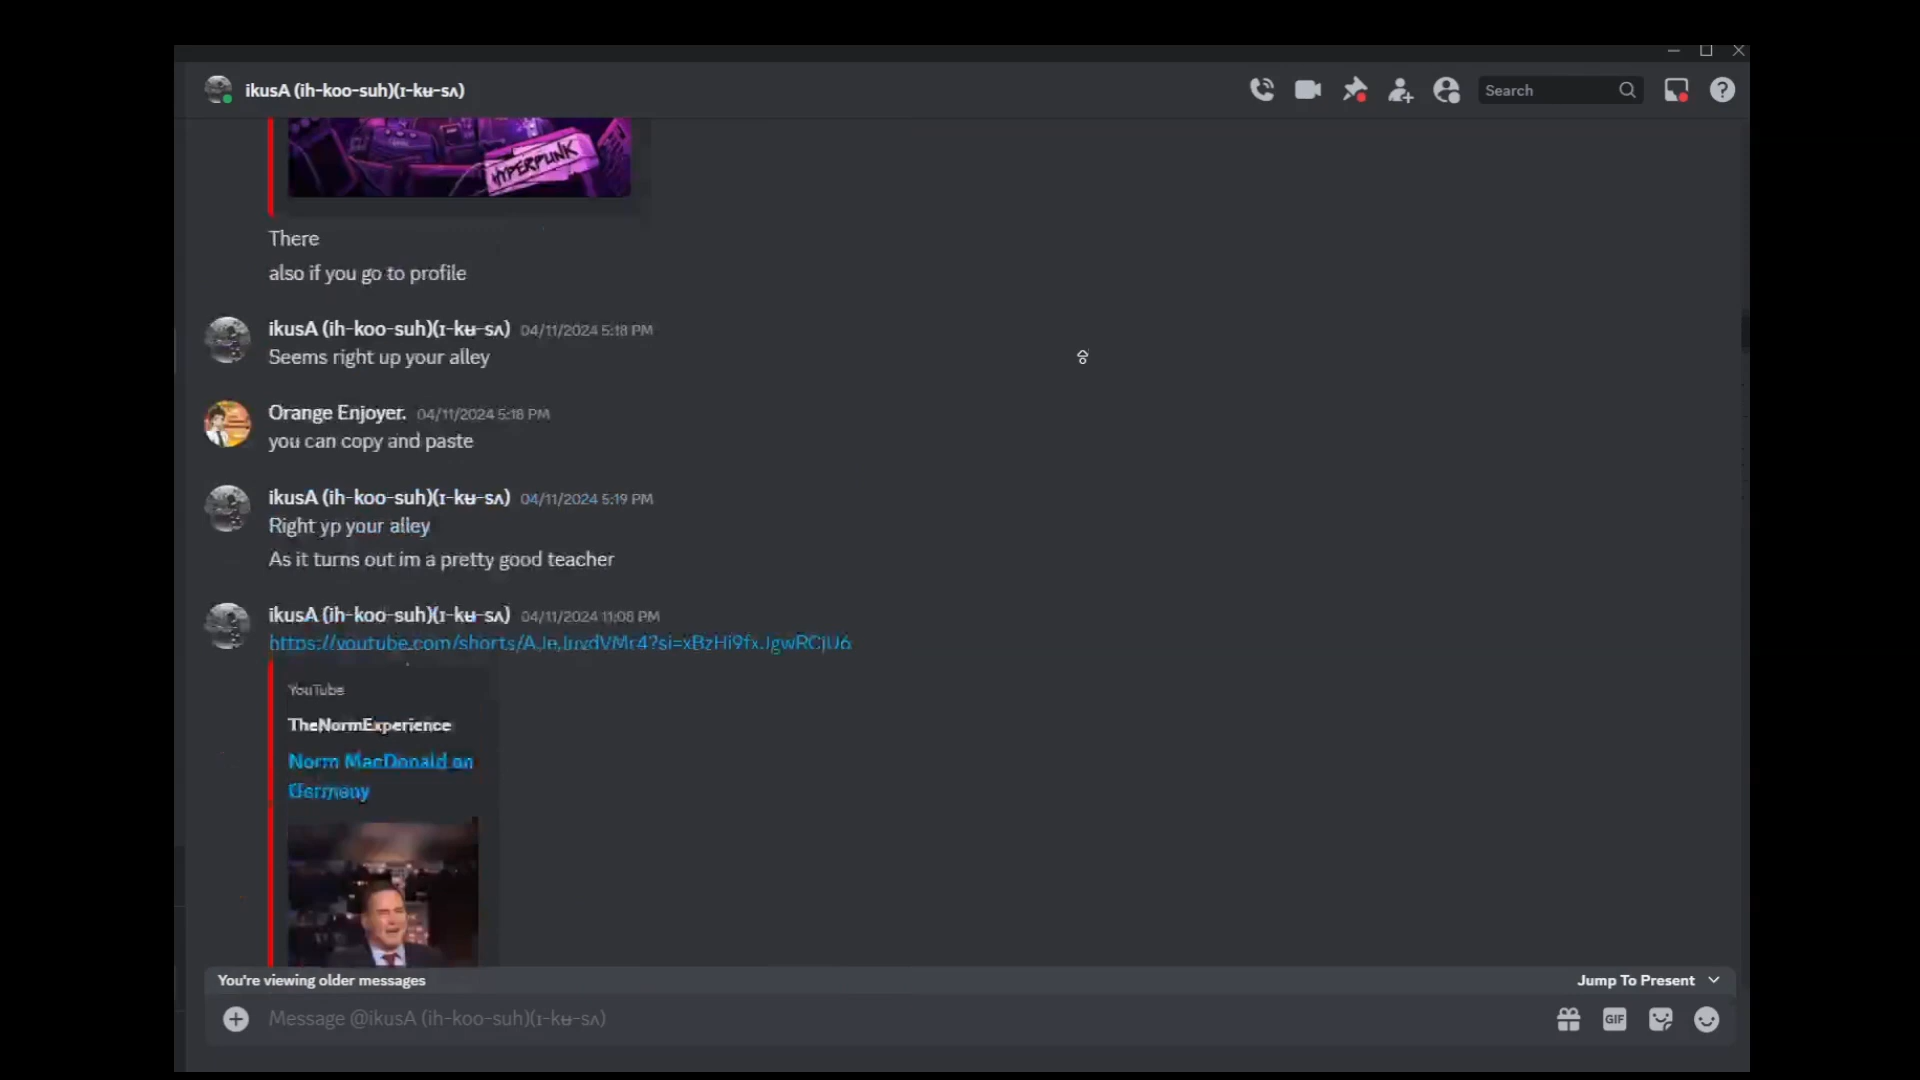 ikusA (ih-koo-suh)(ɪ-kʉ-sʌ)
Search
HYPERPUNK
There
also if you go to profile
ikusA (ih-koo-suh)(ɪ-kʉ-sʌ) 04/11/2024 5:18 PM
Seems right up your alley
Orange Enjoyer. 04/11/2024 5:18 PM
you can copy and paste
ikusA (ih-koo-suh)(ɪ-kʉ-sʌ) 04/11/2024 5:19 PM
Right yp your alley
As it turns out im a pretty good teacher
ikusA (ih-koo-suh)(ɪ-kʉ-sʌ) 04/11/2024 11:08 PM
YouTube
TheNormExperience
Norm MacDonald on
Germany
You're viewing older messages
Jump To Present
Message @ikusA (ih-koo-suh)(ɪ-kʉ-sʌ)
GIF